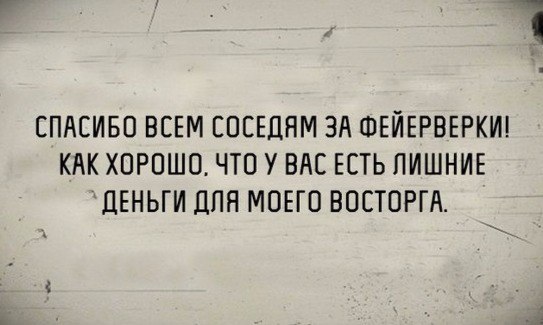 СПАСИБО ВСЕМ СОСЕДЯМ ЗА ФЕЙЕРВЕРКИ!
КАК ХОРОШО, ЧТО У ВАС ЕСТЬ ЛИШНИЕ
ДЕНЬГИ ДЛЯ МОЕГО ВОСТОРГА.